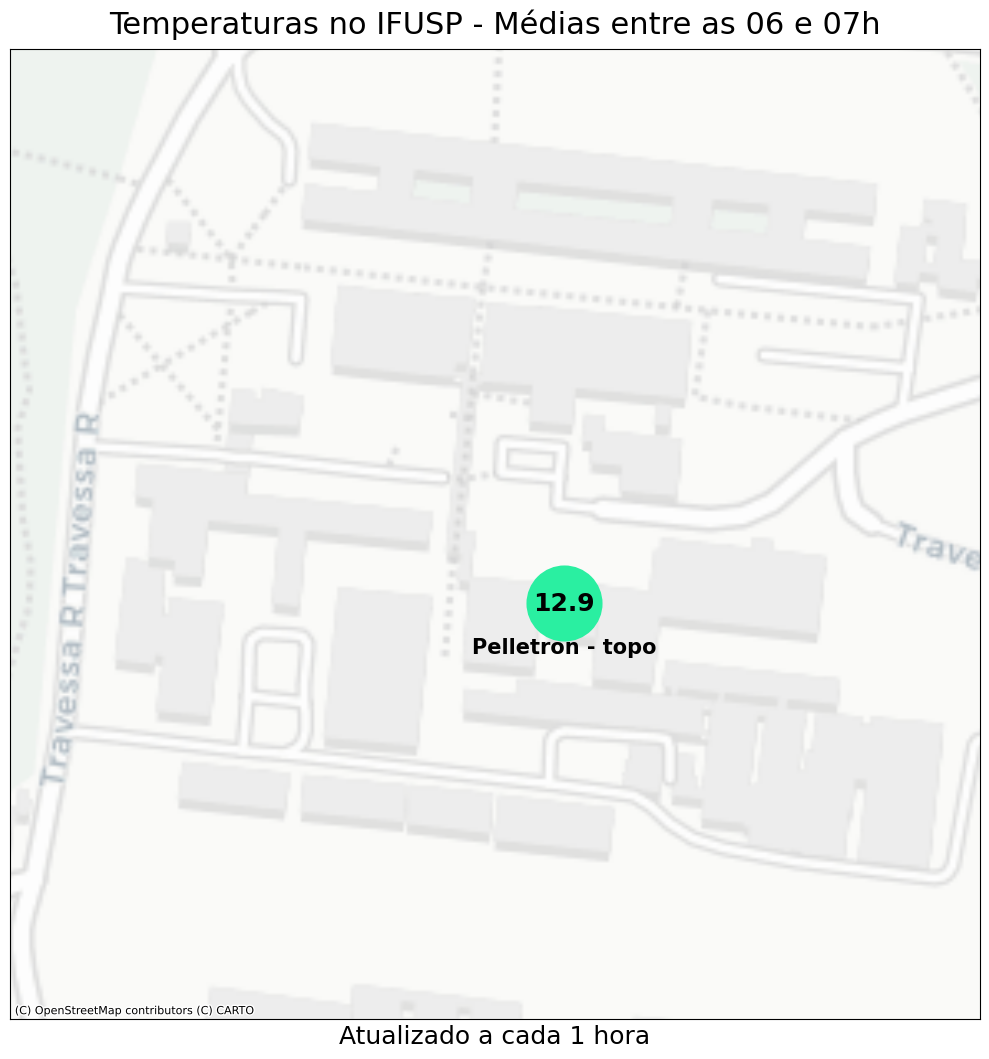 Temperaturas no IFUSP - Médias entre as 06 e 07h
Travessa R Travessa R
Trave
12.9
Pelletron - topo
(C) OpenStreetMap contributors (C) CARTO
Atualizado a cada 1 hora